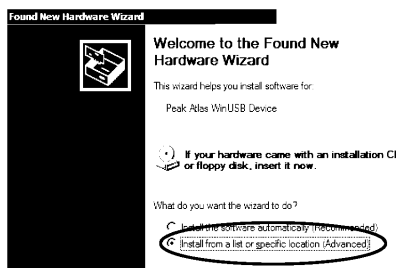 Found New Hardware Wizard
Welcome to the Found New
Hardware Wizard
This wizard helps you install software for:
Peak Atlas WinUSB Device
If your hardware came with an installation CD
or floppy disk, insert it now.
What do you want the wizard to do?
Install the software automatically (Recommended)
Install from a list or specific location (Advanced)